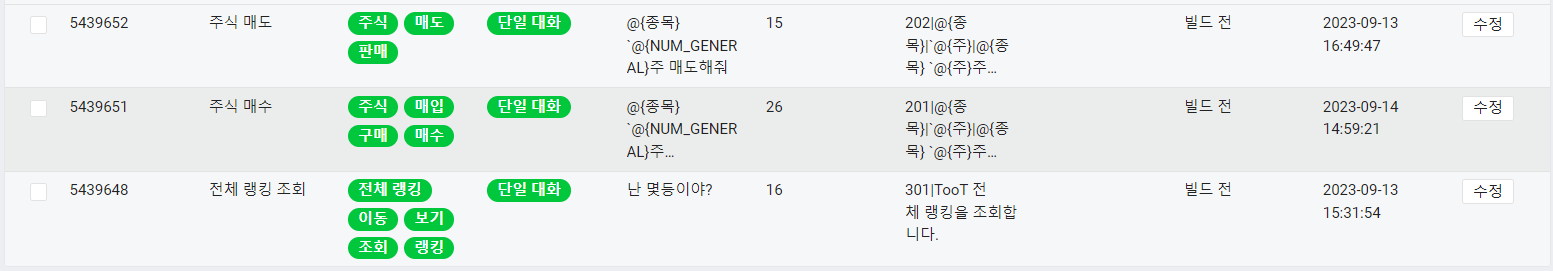 5439652 주식 매도 주식 매도 단일 대화 @{종목} 15 202|@{종 빌드 전 2023-09-13 수정
판매 `@{NUM_GENER 목}|`@{주}|@{종 16:49:47
AL}주 매도해줘 목} `@{주}주…
5439651 주식 매수 주식 매입 단일 대화 @{종목} 26 201|@{종 빌드 전 2023-09-14 수정
구매 매수 `@{NUM_GENER 목}|`@{주}|@{종 14:59:21
AL}주… 목} `@{주}주…
5439648 전체 랭킹 조회 전체 랭킹 단일 대화 난 몇등이야? 16 301|TooT 전 빌드 전 2023-09-13 수정
이동 보기 체 랭킹을 조회합 15:31:54
조회 랭킹 니다.